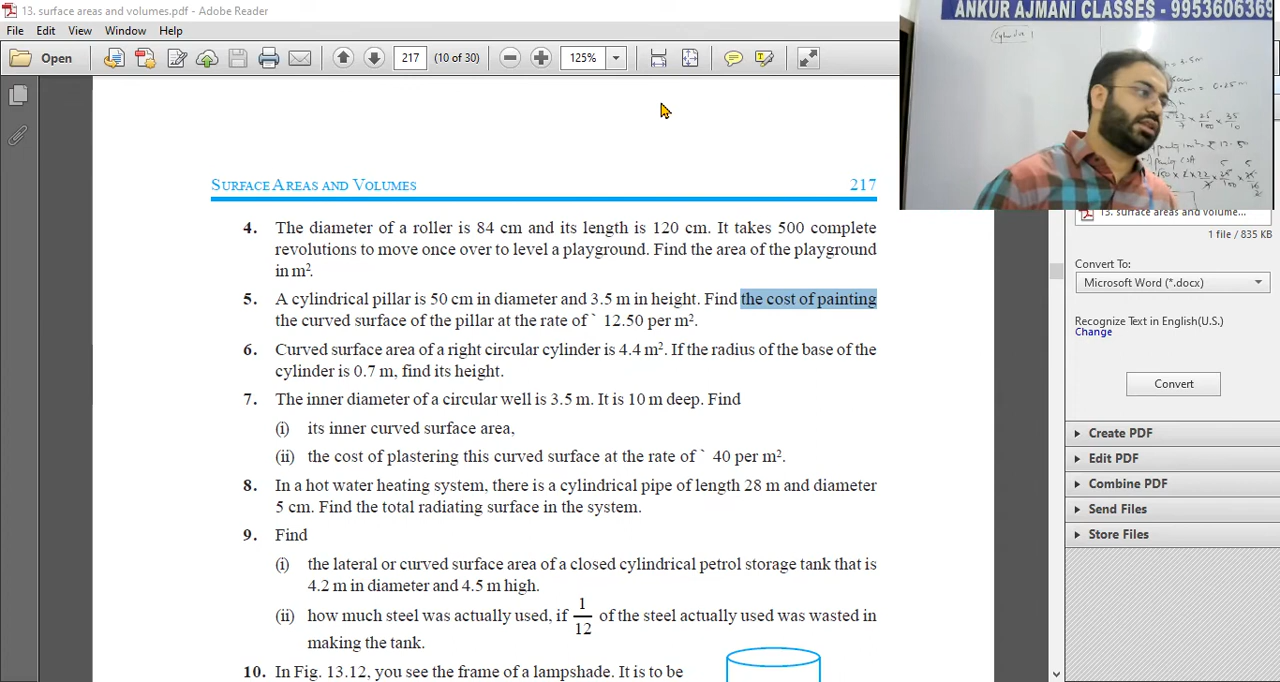 13. surface areas and volumes.pdf - Adobe Reader
File Edit View Window Help
Open 217 (10 of 30) 125%
ANKUR AJMANI CLASSES - 9953606369
SURFACE AREAS AND VOLUMES 217
4. The diameter of a roller is 84 cm and its length is 120 cm. It takes 500 complete
revolutions to move once over to level a playground. Find the area of the playground
in m².
5. A cylindrical pillar is 50 cm in diameter and 3.5 m in height. Find the cost of painting
the curved surface of the pillar at the rate of ` 12.50 per m².
6. Curved surface area of a right circular cylinder is 4.4 m². If the radius of the base of the
cylinder is 0.7 m, find its height.
7. The inner diameter of a circular well is 3.5 m. It is 10 m deep. Find
(i) its inner curved surface area,
(ii) the cost of plastering this curved surface at the rate of ` 40 per m².
8. In a hot water heating system, there is a cylindrical pipe of length 28 m and diameter
5 cm. Find the total radiating surface in the system.
9. Find
(i) the lateral or curved surface area of a closed cylindrical petrol storage tank that is
4.2 m in diameter and 4.5 m high.
(ii) how much steel was actually used, if 1/12 of the steel actually used was wasted in
making the tank.
10. In Fig. 13.12, you see the frame of a lampshade. It is to be
13. surface areas and volume...
1 file / 835 KB
Convert To:
Microsoft Word (*.docx)
Recognize Text in English(U.S.)
Change
Convert
Create PDF
Edit PDF
Combine PDF
Send Files
Store Files